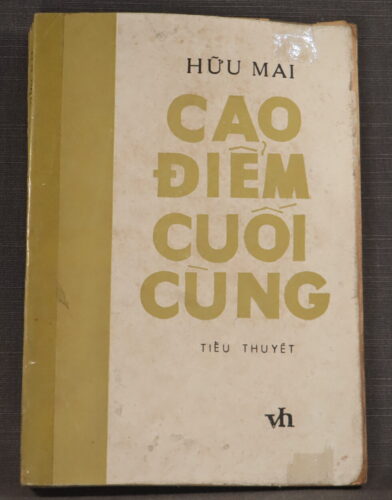 HỮU MAI
CAO
ĐIỂM
CUỐI
CÙNG
TIỂU THUYẾT
vh